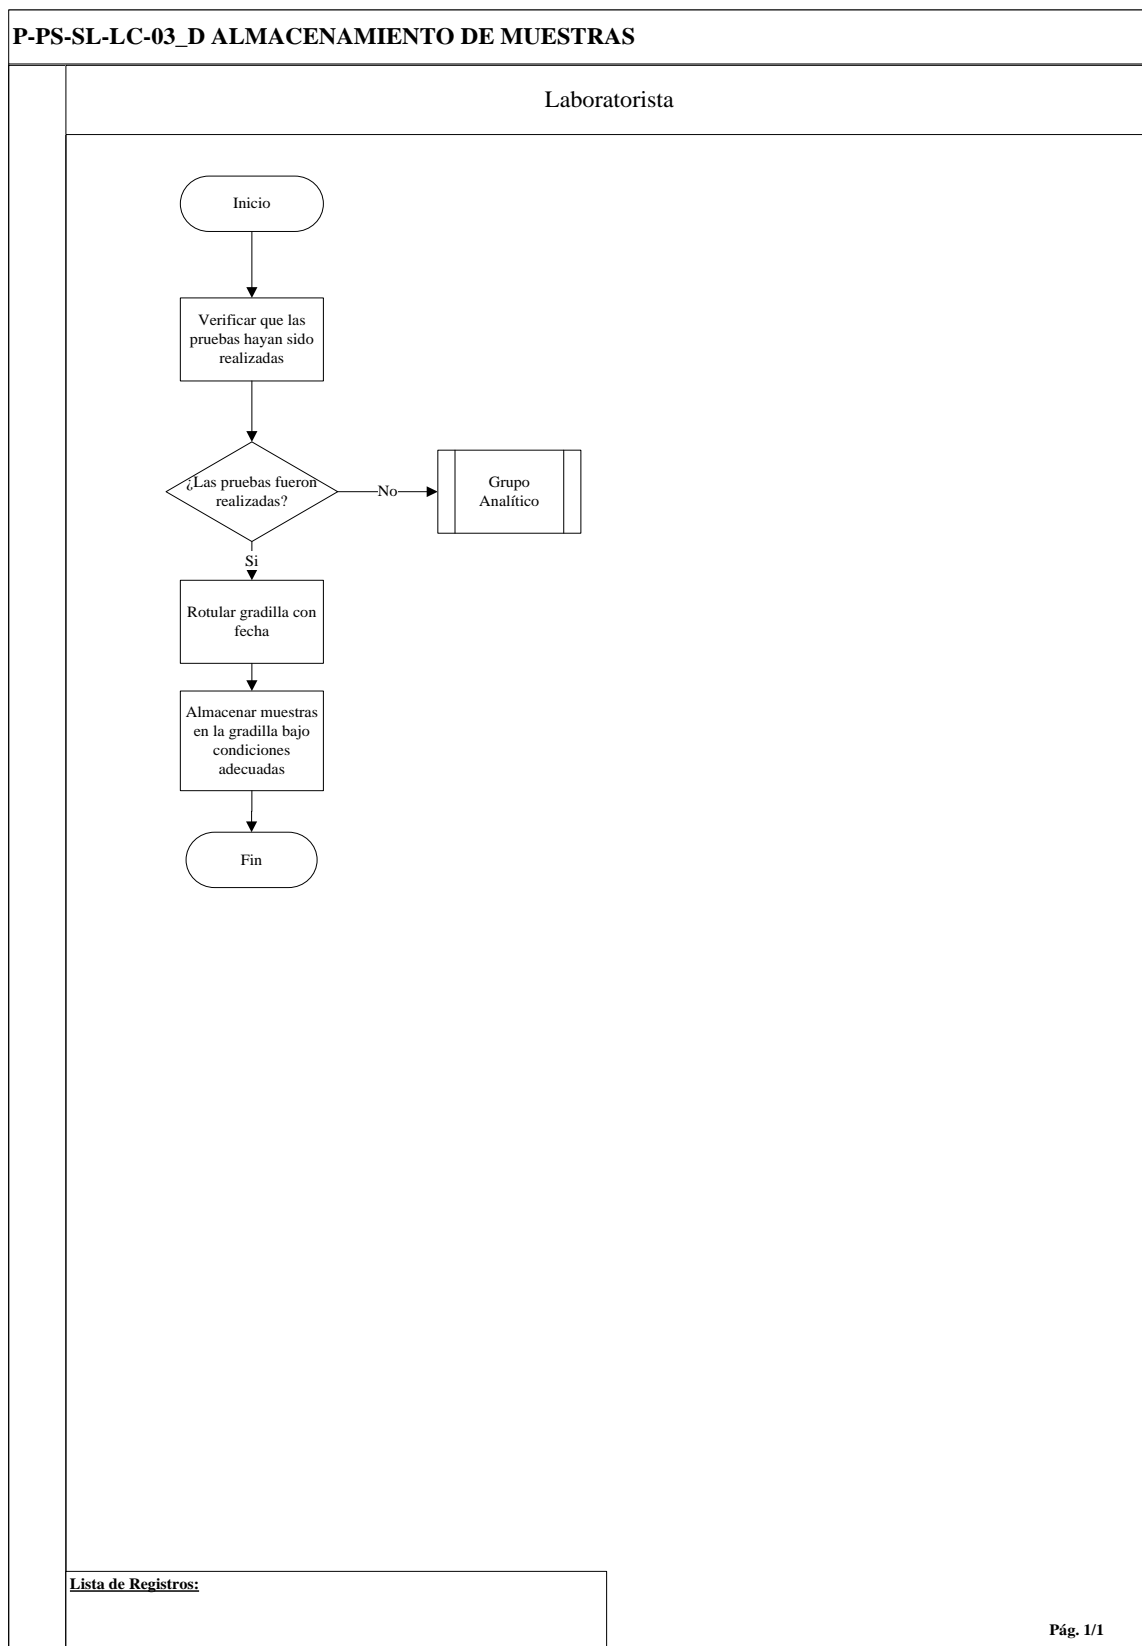 P-PS-SL-LC-03_D ALMACENAMIENTO DE MUESTRAS
Laboratorista
Inicio
Verificar que las
pruebas hayan sido
realizadas
¿Las pruebas fueron
realizadas?
No
Grupo
Analítico
Si
Rotular gradilla con
fecha
Almacenar muestras
en la gradilla bajo
condiciones
adecuadas
Fin
Lista de Registros:
Pág. 1/1